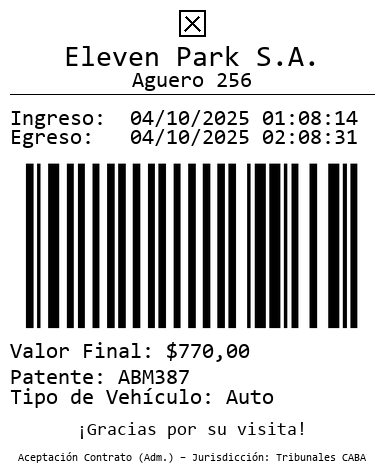 Eleven Park S.A.
Aguero 256
Ingreso: 04/10/2025 01:08:14
Egreso: 04/10/2025 02:08:31
Valor Final: $770,00
Patente: ABM387
Tipo de Vehículo: Auto
¡Gracias por su visita!
Aceptación Contrato (Adm.) – Jurisdicción: Tribunales CABA